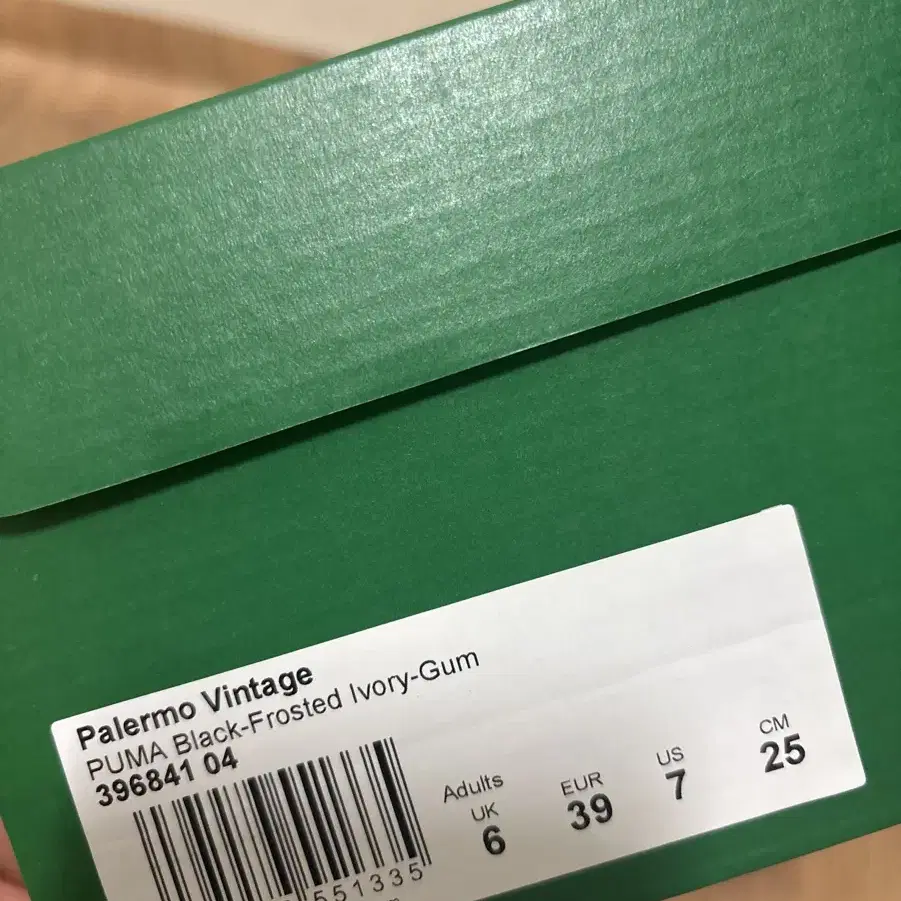 Palermo Vintage
PUMA Black-Frosted Ivory-Gum
396841 04
Adults
UK EUR US CM
6 39 7 25
551335